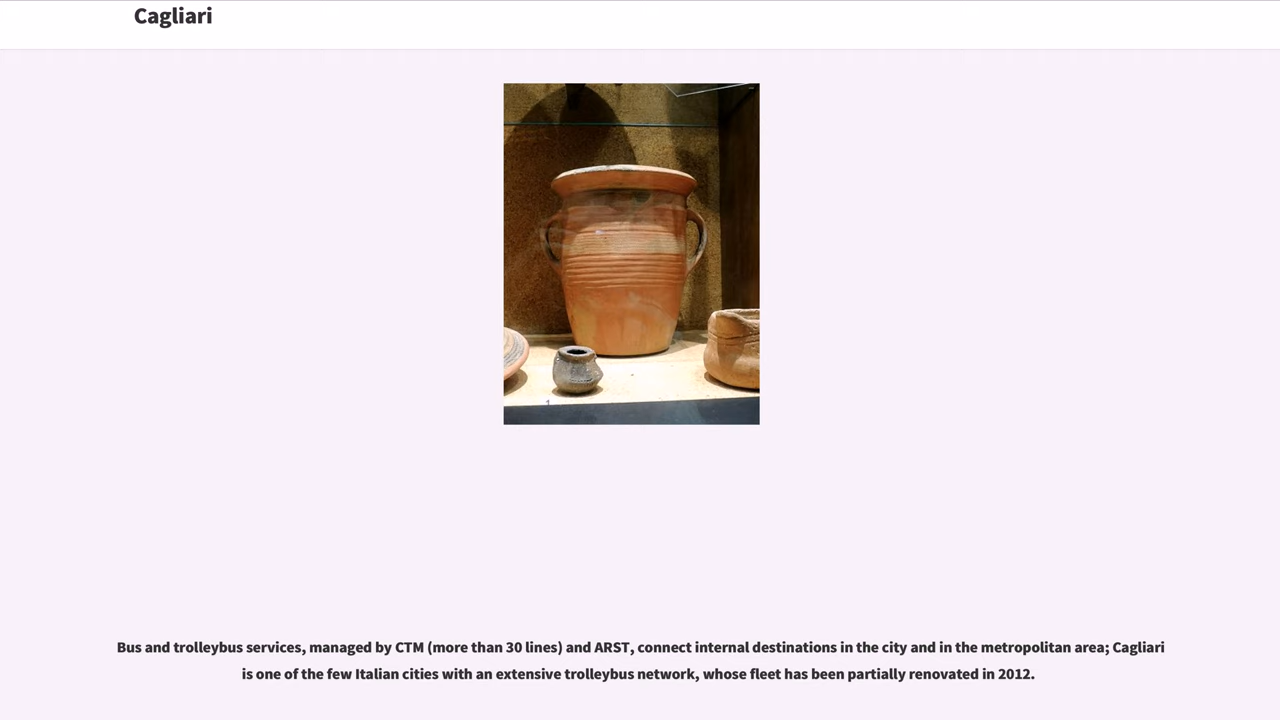 Cagliari
Bus and trolleybus services, managed by CTM (more than 30 lines) and ARST, connect internal destinations in the city and in the metropolitan area; Cagliari
is one of the few Italian cities with an extensive trolleybus network, whose fleet has been partially renovated in 2012.